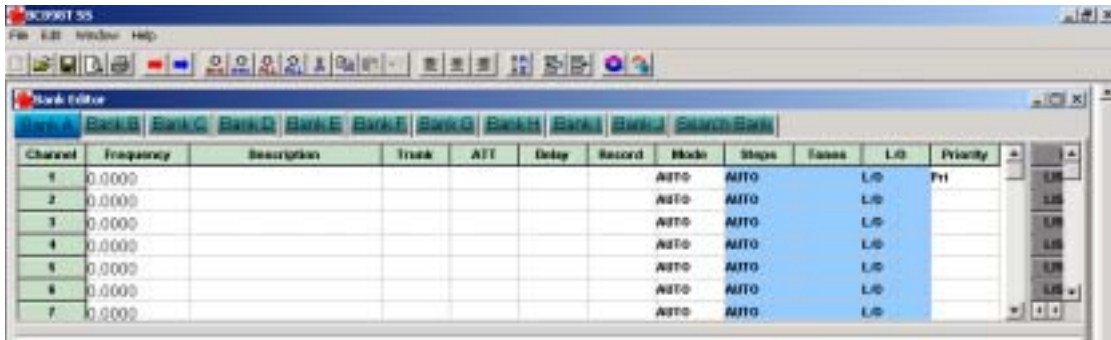 BC898T SS
File Edit Window Help
Bank Editor
Bank A Bank B Bank C Bank D Bank E Bank F Bank G Bank H Bank I Bank J Search Bank
Channel Frequency Description Trunk ATT Delay Record Mode Steps Tones L/O Priority
1 0.0000 AUTO AUTO L/O Pri
2 0.0000 AUTO AUTO L/O
3 0.0000 AUTO AUTO L/O
4 0.0000 AUTO AUTO L/O
5 0.0000 AUTO AUTO L/O
6 0.0000 AUTO AUTO L/O
7 0.0000 AUTO AUTO L/O